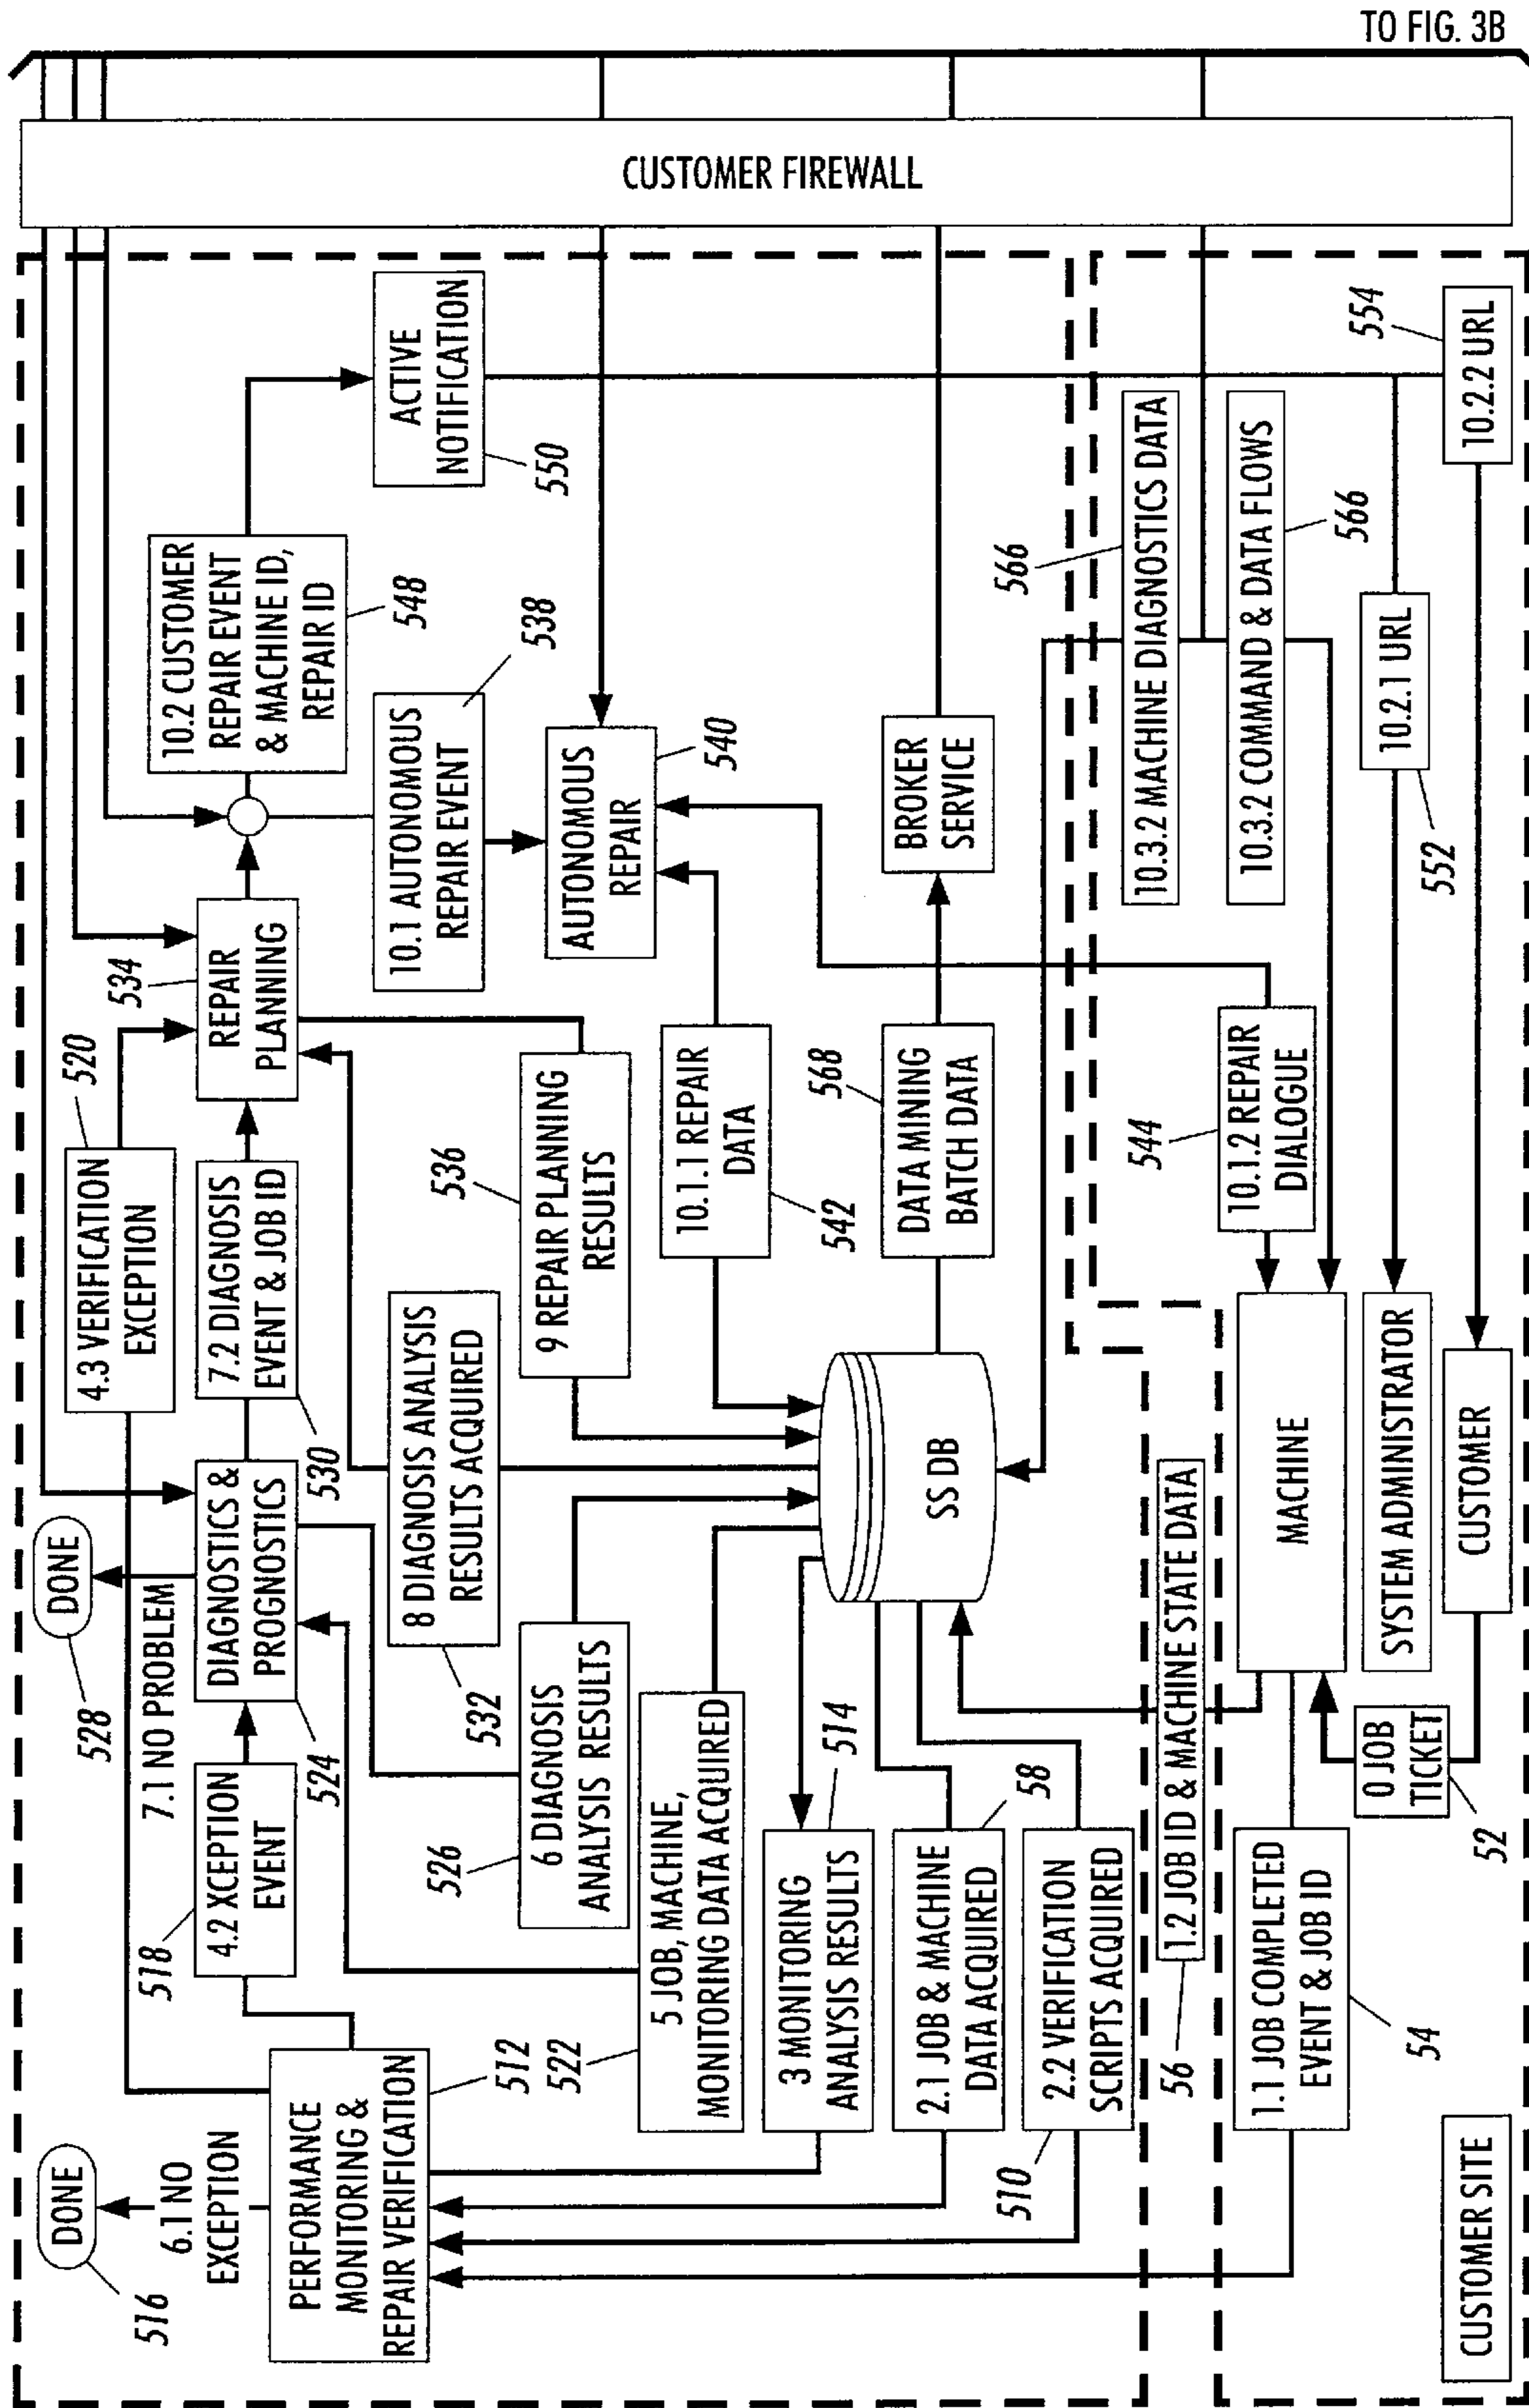 TO FIG. 3B
CUSTOMER FIREWALL
DONE
516
6.1 NO
EXCEPTION
PERFORMANCE
MONITORING &
REPAIR VERIFICATION
512
DONE
528
7.1 NO PROBLEM
518
4.2 XCEPTION
EVENT
DIAGNOSTICS &
PROGNOSTICS
524
4.3 VERIFICATION
EXCEPTION
520
7.2 DIAGNOSIS
EVENT & JOB ID
530
534
REPAIR
PLANNING
10.2 CUSTOMER
REPAIR EVENT
& MACHINE ID,
REPAIR ID
548
ACTIVE
NOTIFICATION
550
10.1 AUTONOMOUS
REPAIR EVENT
538
AUTONOMOUS
REPAIR
540
8 DIAGNOSIS ANALYSIS
RESULTS ACQUIRED
532
536
9 REPAIR PLANNING
RESULTS
526
6 DIAGNOSIS
ANALYSIS RESULTS
522
5 JOB, MACHINE,
MONITORING DATA ACQUIRED
10.1.1 REPAIR
DATA
542
3 MONITORING
ANALYSIS RESULTS
514
2.1 JOB & MACHINE
DATA ACQUIRED
58
510
2.2 VERIFICATION
SCRIPTS ACQUIRED
SS DB
568
DATA MINING
BATCH DATA
BROKER
SERVICE
566
10.3.2 MACHINE DIAGNOSTICS DATA
10.3.2 COMMAND & DATA FLOWS
566
56
1.2 JOB ID & MACHINE STATE DATA
544
10.1.2 REPAIR
DIALOGUE
1.1 JOB COMPLETED
EVENT & JOB ID
54
MACHINE
SYSTEM ADMINISTRATOR
10.2.1 URL
552
0 JOB
TICKET
52
CUSTOMER
554
10.2.2 URL
CUSTOMER SITE